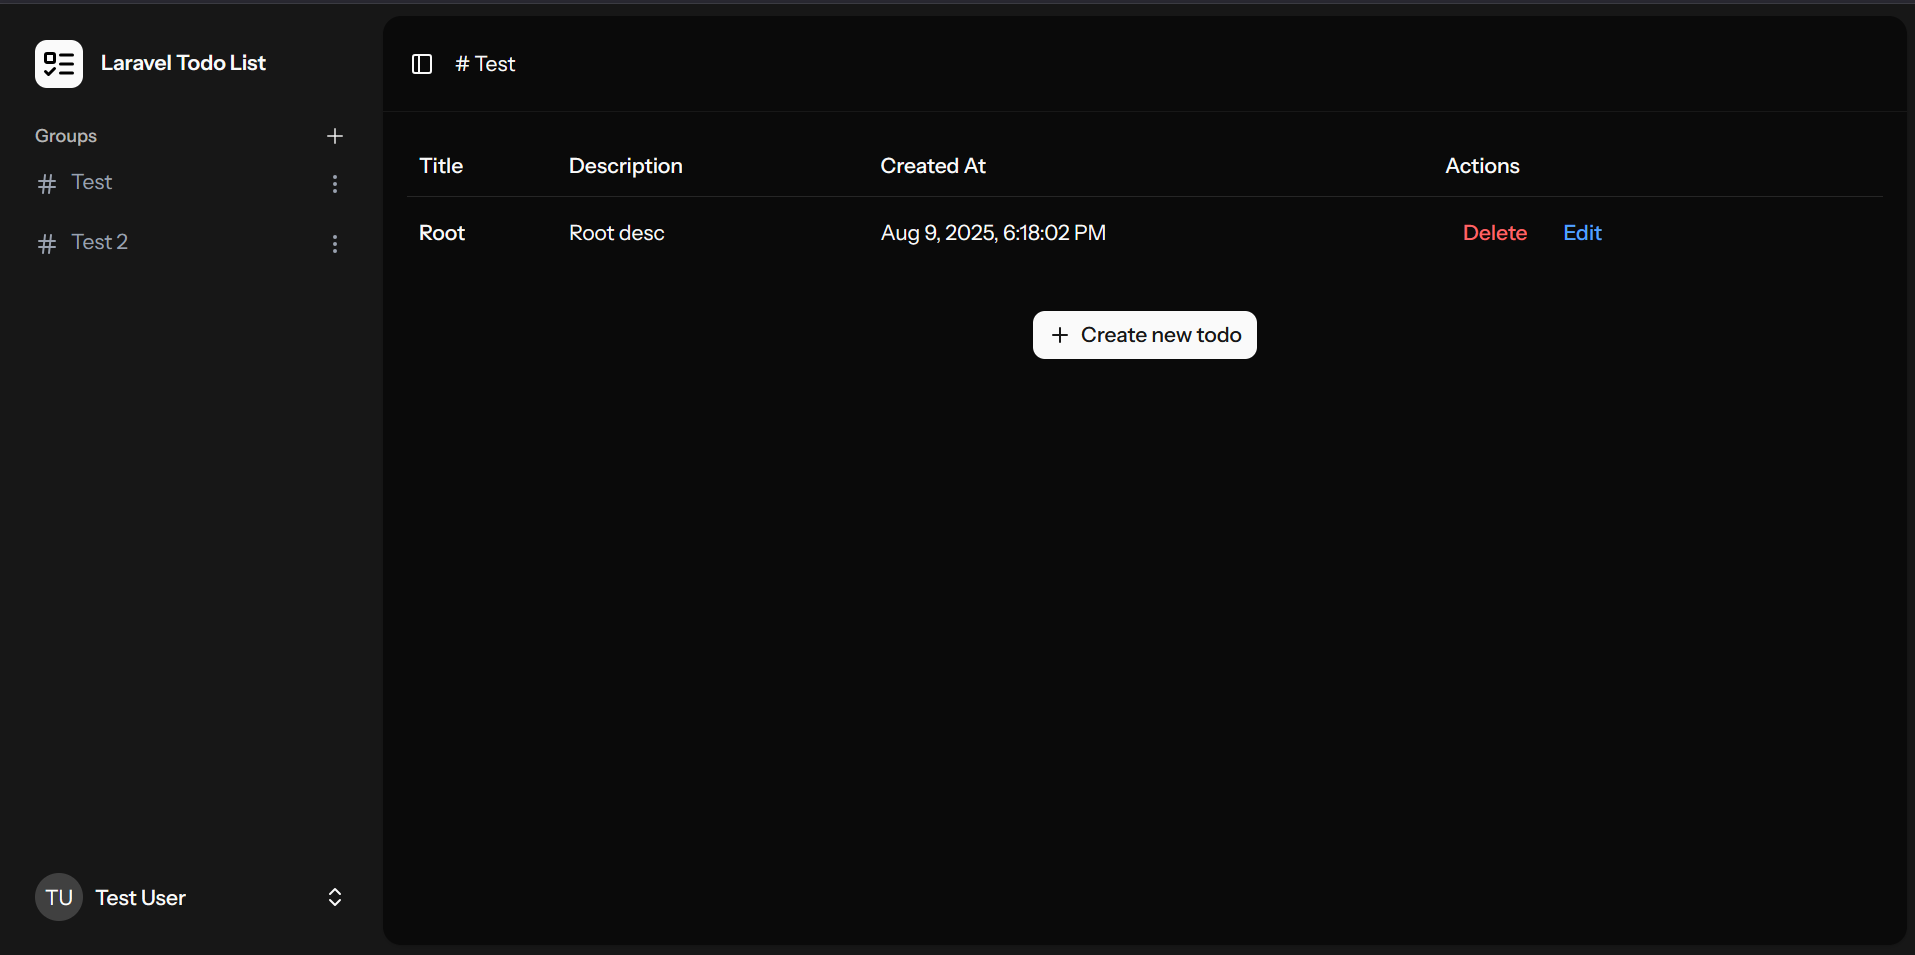 Laravel Todo List
Groups
# Test
# Test 2
TU Test User
# Test
Title Description Created At Actions
Root Root desc Aug 9, 2025, 6:18:02 PM Delete Edit
+ Create new todo